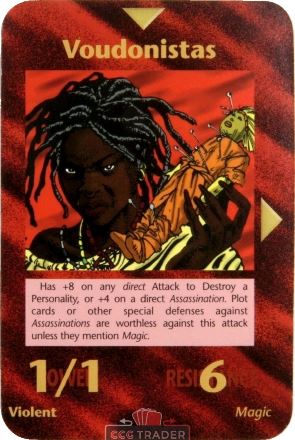 Voudonistas
Has +8 on any direct Attack to Destroy a
Personality, or +4 on a direct Assassination. Plot
cards or other special defenses against
Assassinations are worthless against this attack
unless they mention Magic.
1/1 6
Violent Magic
CCG TRADER